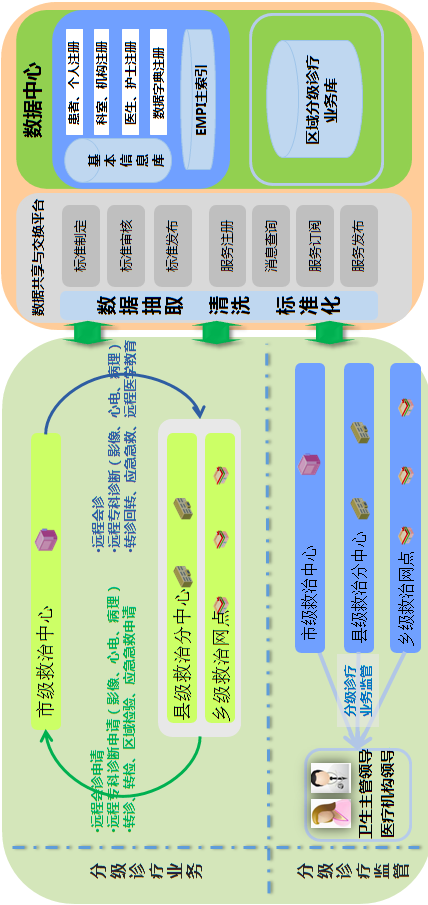 分级诊疗业务
市级救治中心
•远程会诊申请
•远程专科诊断申请（影像、心电、病理）
•转诊、转检、区域检验、应急急救申请
•远程会诊
•远程专科诊断（影像、心电、病理）
•转诊回转、应急急救、远程医学教育
县级救治分中心
乡级救治网点
分级诊疗监管
卫生主管领导
医疗机构领导
分级诊疗
业务监管
市级救治中心
县级救治分中心
乡级救治网点
数据共享与交换平台
标准制定
标准审核
标准发布
服务注册
消息查询
服务订阅
服务发布
数据抽取 清洗 标准化
数据中心
基本信息库
患者、个人注册
科室、机构注册
医生、护士注册
数据字典注册
EMPI主索引
区域分级诊疗
业务库